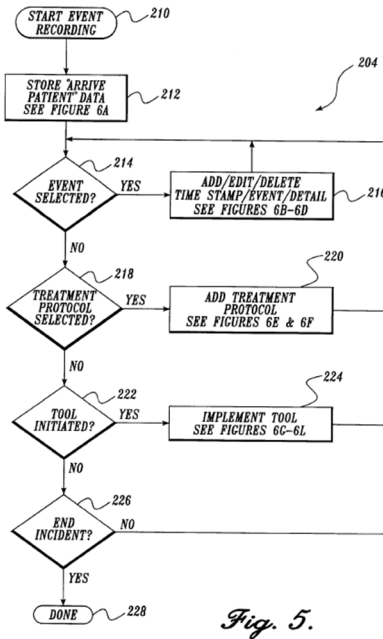 START EVENT
RECORDING
210
STORE "ARRIVE
PATIENT" DATA
SEE FIGURE 6A
212
204
214
EVENT
SELECTED?
YES
ADD/EDIT/DELETE
TIME STAMP/EVENT/DETAIL
SEE FIGURES 6B-6D
216
NO
218
TREATMENT
PROTOCOL
SELECTED?
YES
220
ADD TREATMENT
PROTOCOL
SEE FIGURES 6E & 6F
NO
222
TOOL
INITIATED?
YES
224
IMPLEMENT TOOL
SEE FIGURES 6G-6L
NO
226
END
INCIDENT?
NO
YES
DONE
228
Fig. 5.